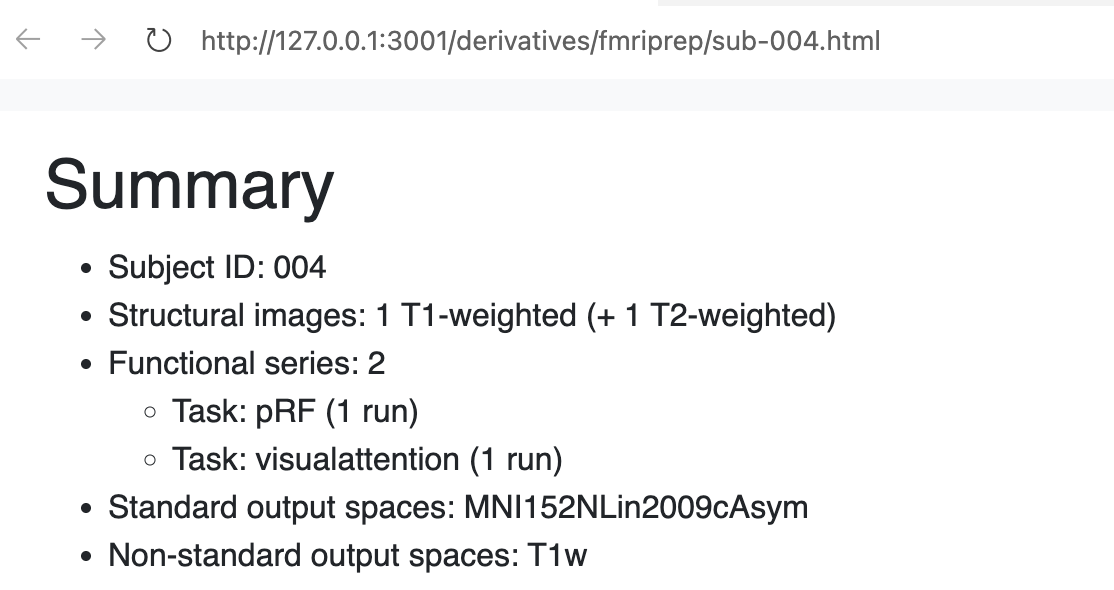 http://127.0.0.1:3001/derivatives/fmriprep/sub-004.html
Summary
Subject ID: 004
Structural images: 1 T1-weighted (+ 1 T2-weighted)
Functional series: 2
Task: pRF (1 run)
Task: visualattention (1 run)
Standard output spaces: MNI152NLin2009cAsym
Non-standard output spaces: T1w